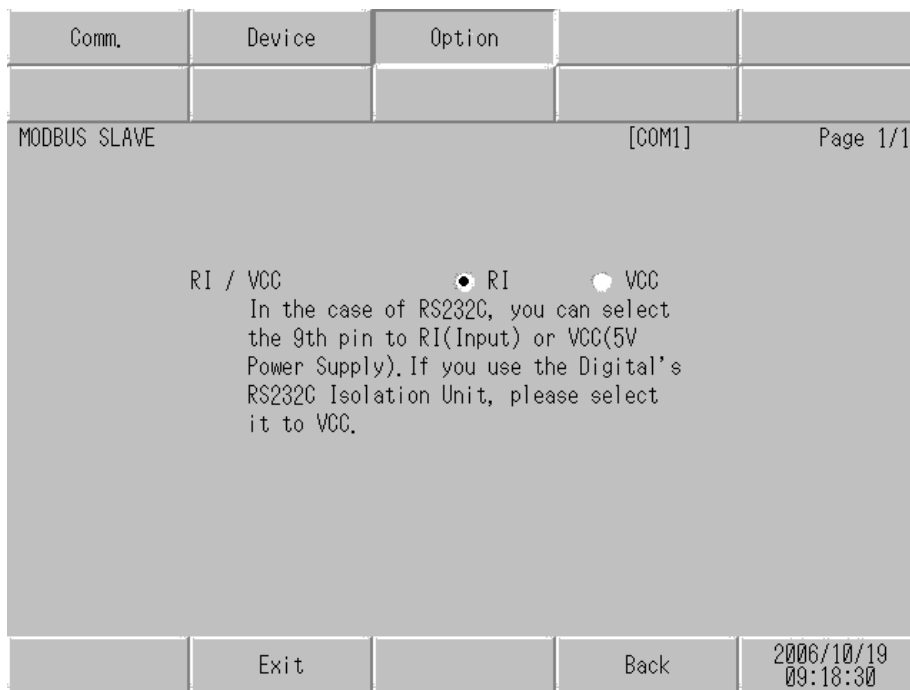 Comm. Device Option
MODBUS SLAVE [COM1] Page 1/1
RI / VCC RI VCC
In the case of RS232C, you can select
the 9th pin to RI(Input) or VCC(5V
Power Supply).If you use the Digital's
RS232C Isolation Unit, please select
it to VCC.
Exit Back 2006/10/19
09:18:30